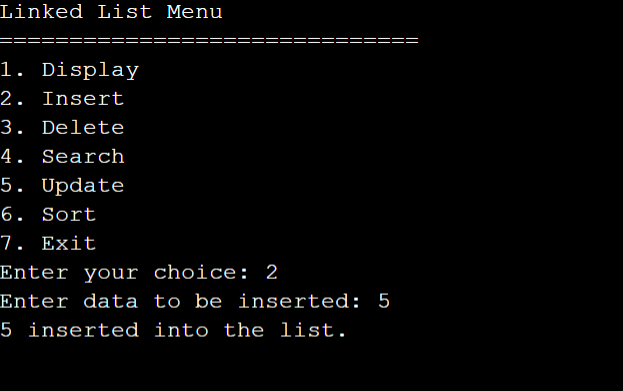 Linked List Menu
==============================
1. Display
2. Insert
3. Delete
4. Search
5. Update
6. Sort
7. Exit
Enter your choice: 2
Enter data to be inserted: 5
5 inserted into the list.